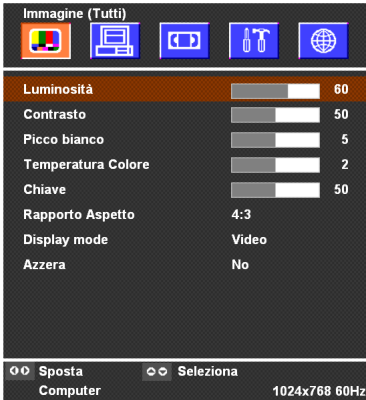 Immagine (Tutti)
Luminosità 60
Contrasto 50
Picco bianco 5
Temperatura Colore 2
Chiave 50
Rapporto Aspetto 4:3
Display mode Video
Azzera No
Sposta Seleziona
Computer 1024x768 60Hz